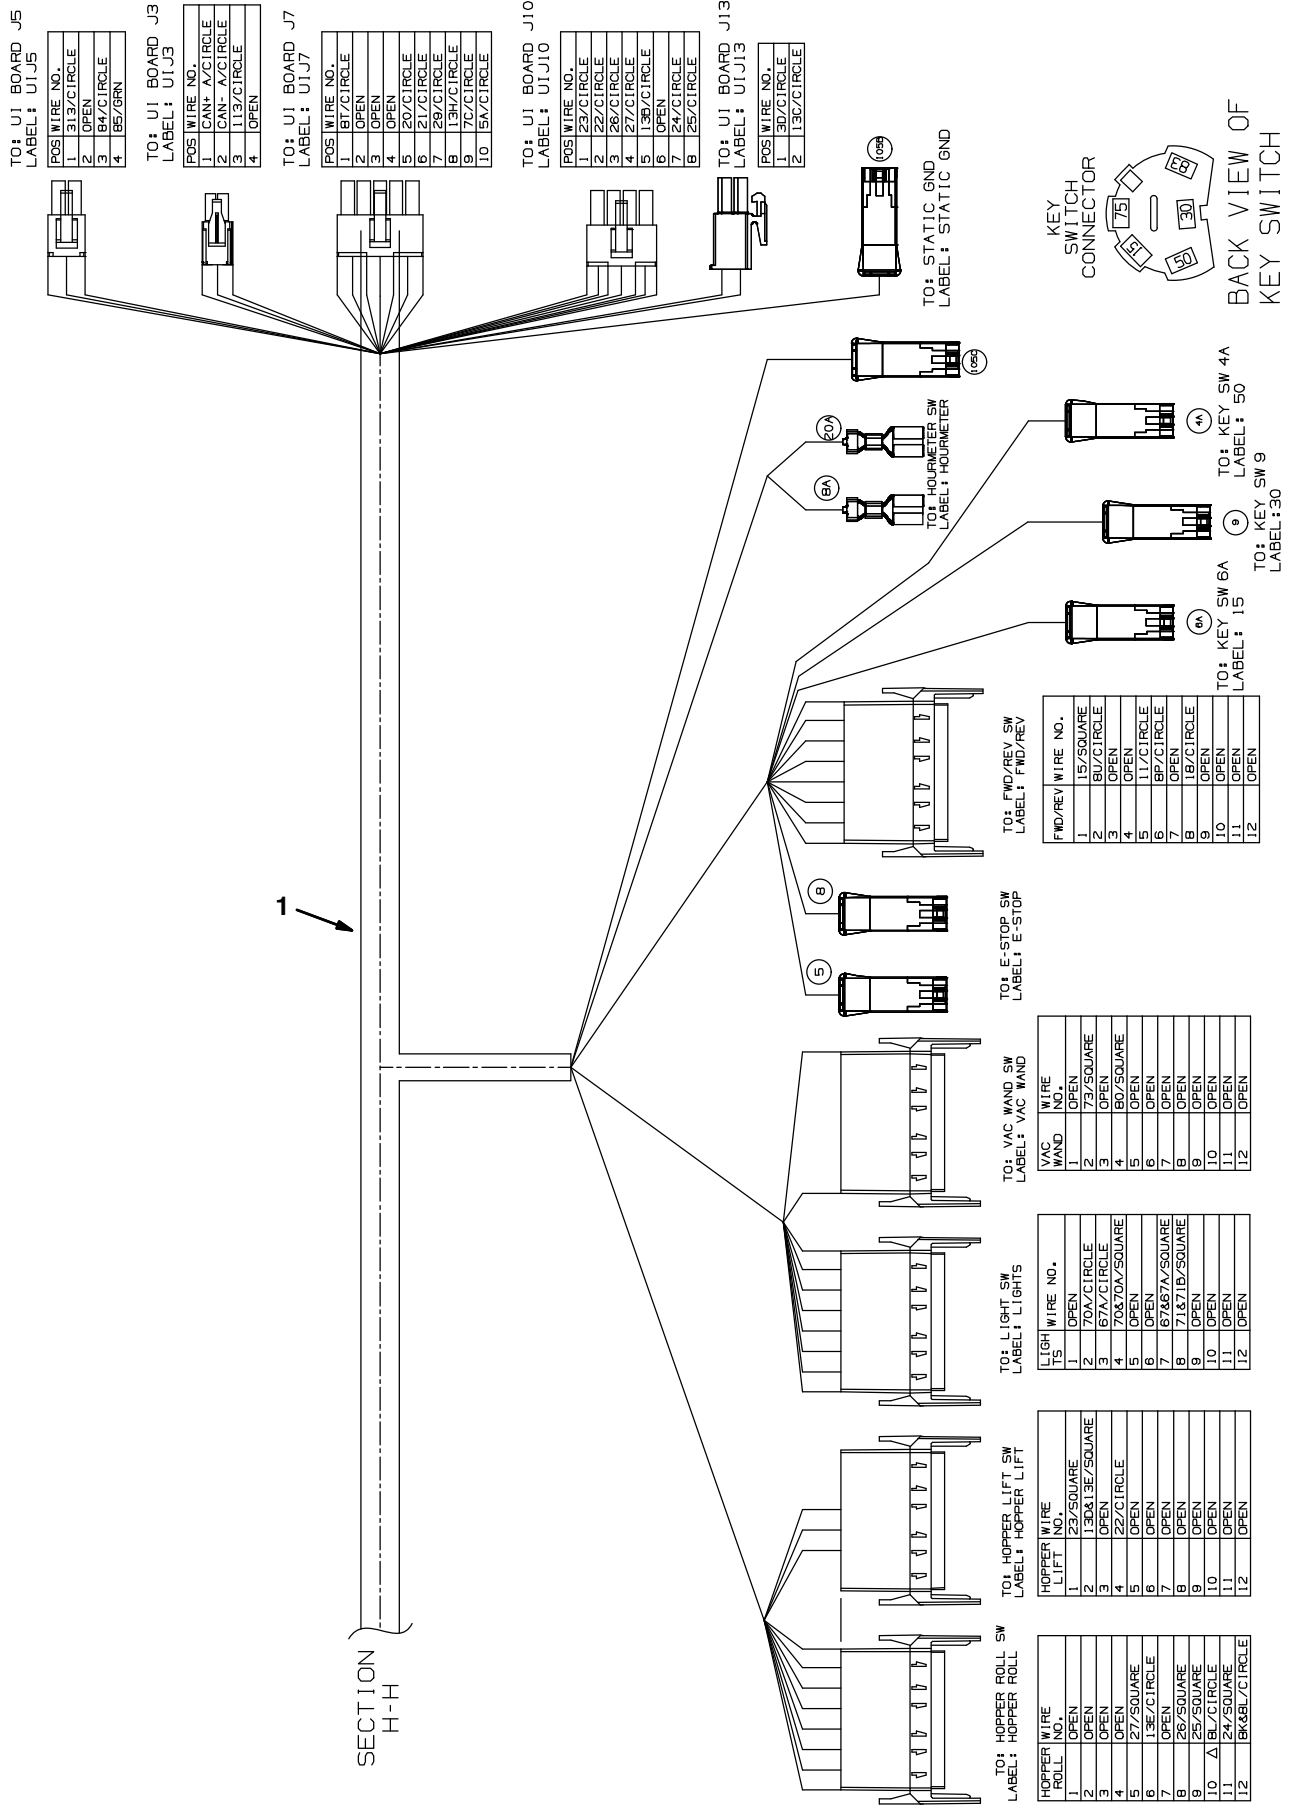 TO: UI BOARD J5
LABEL: UIJ5
POS WIRE NO.
1 313/CIRCLE
2 OPEN
3 84/CIRCLE
4 85/GRN
TO: UI BOARD J3
LABEL: UIJ3
POS WIRE NO.
1 CAN+ A/CIRCLE
2 CAN- A/CIRCLE
3 113/CIRCLE
4 OPEN
TO: UI BOARD J7
LABEL: UIJ7
POS WIRE NO.
1 8T/CIRCLE
2 OPEN
3 OPEN
4 OPEN
5 20/CIRCLE
6 21/CIRCLE
7 29/CIRCLE
8 13H/CIRCLE
9 7C/CIRCLE
10 5A/CIRCLE
TO: UI BOARD J10
LABEL: UIJ10
POS WIRE NO.
1 23/CIRCLE
2 22/CIRCLE
3 26/CIRCLE
4 27/CIRCLE
5 13B/CIRCLE
6 OPEN
7 24/CIRCLE
8 25/CIRCLE
TO: UI BOARD J13
LABEL: UIJ13
POS WIRE NO.
1 3D/CIRCLE
2 13C/CIRCLE
105B
TO: STATIC GND
LABEL: STATIC GND
KEY
SWITCH
CONNECTOR
75
15
50
30
83
BACK VIEW OF
KEY SWITCH
105C
20A
8A
TO: HOURMETER SW
LABEL: HOURMETER
4A
TO: KEY SW 4A
LABEL: 50
9
TO: KEY SW 9
LABEL:30
6A
TO: KEY SW 6A
LABEL: 15
TO: FWD/REV SW
LABEL: FWD/REV
FWD/REV WIRE NO.
1 15/SQUARE
2 8U/CIRCLE
3 OPEN
4 OPEN
5 11/CIRCLE
6 8P/CIRCLE
7 OPEN
8 18/CIRCLE
9 OPEN
10 OPEN
11 OPEN
12 OPEN
1
8
5
TO: E-STOP SW
LABEL: E-STOP
TO: VAC WAND SW
LABEL: VAC WAND
VAC WIRE
WAND NO.
1 OPEN
2 73/SQUARE
3 OPEN
4 80/SQUARE
5 OPEN
6 OPEN
7 OPEN
8 OPEN
9 OPEN
10 OPEN
11 OPEN
12 OPEN
TO: LIGHT SW
LABEL: LIGHTS
LIGH WIRE NO.
TS
1 OPEN
2 70A/CIRCLE
3 67A/CIRCLE
4 70&70A/SQUARE
5 OPEN
6 OPEN
7 67&67A/SQUARE
8 71&71B/SQUARE
9 OPEN
10 OPEN
11 OPEN
12 OPEN
TO: HOPPER LIFT SW
LABEL: HOPPER LIFT
HOPPER WIRE
LIFT NO.
1 23/SQUARE
2 13D&13E/SQUARE
3 OPEN
4 22/CIRCLE
5 OPEN
6 OPEN
7 OPEN
8 OPEN
9 OPEN
10 OPEN
11 OPEN
12 OPEN
SECTION
H-H
TO: HOPPER ROLL SW
LABEL: HOPPER ROLL
HOPPER WIRE
ROLL NO.
1 OPEN
2 OPEN
3 OPEN
4 OPEN
5 27/SQUARE
6 13E/CIRCLE
7 OPEN
8 26/SQUARE
9 25/SQUARE
10 △ 8L/CIRCLE
11 24/SQUARE
12 8K&8L/CIRCLE